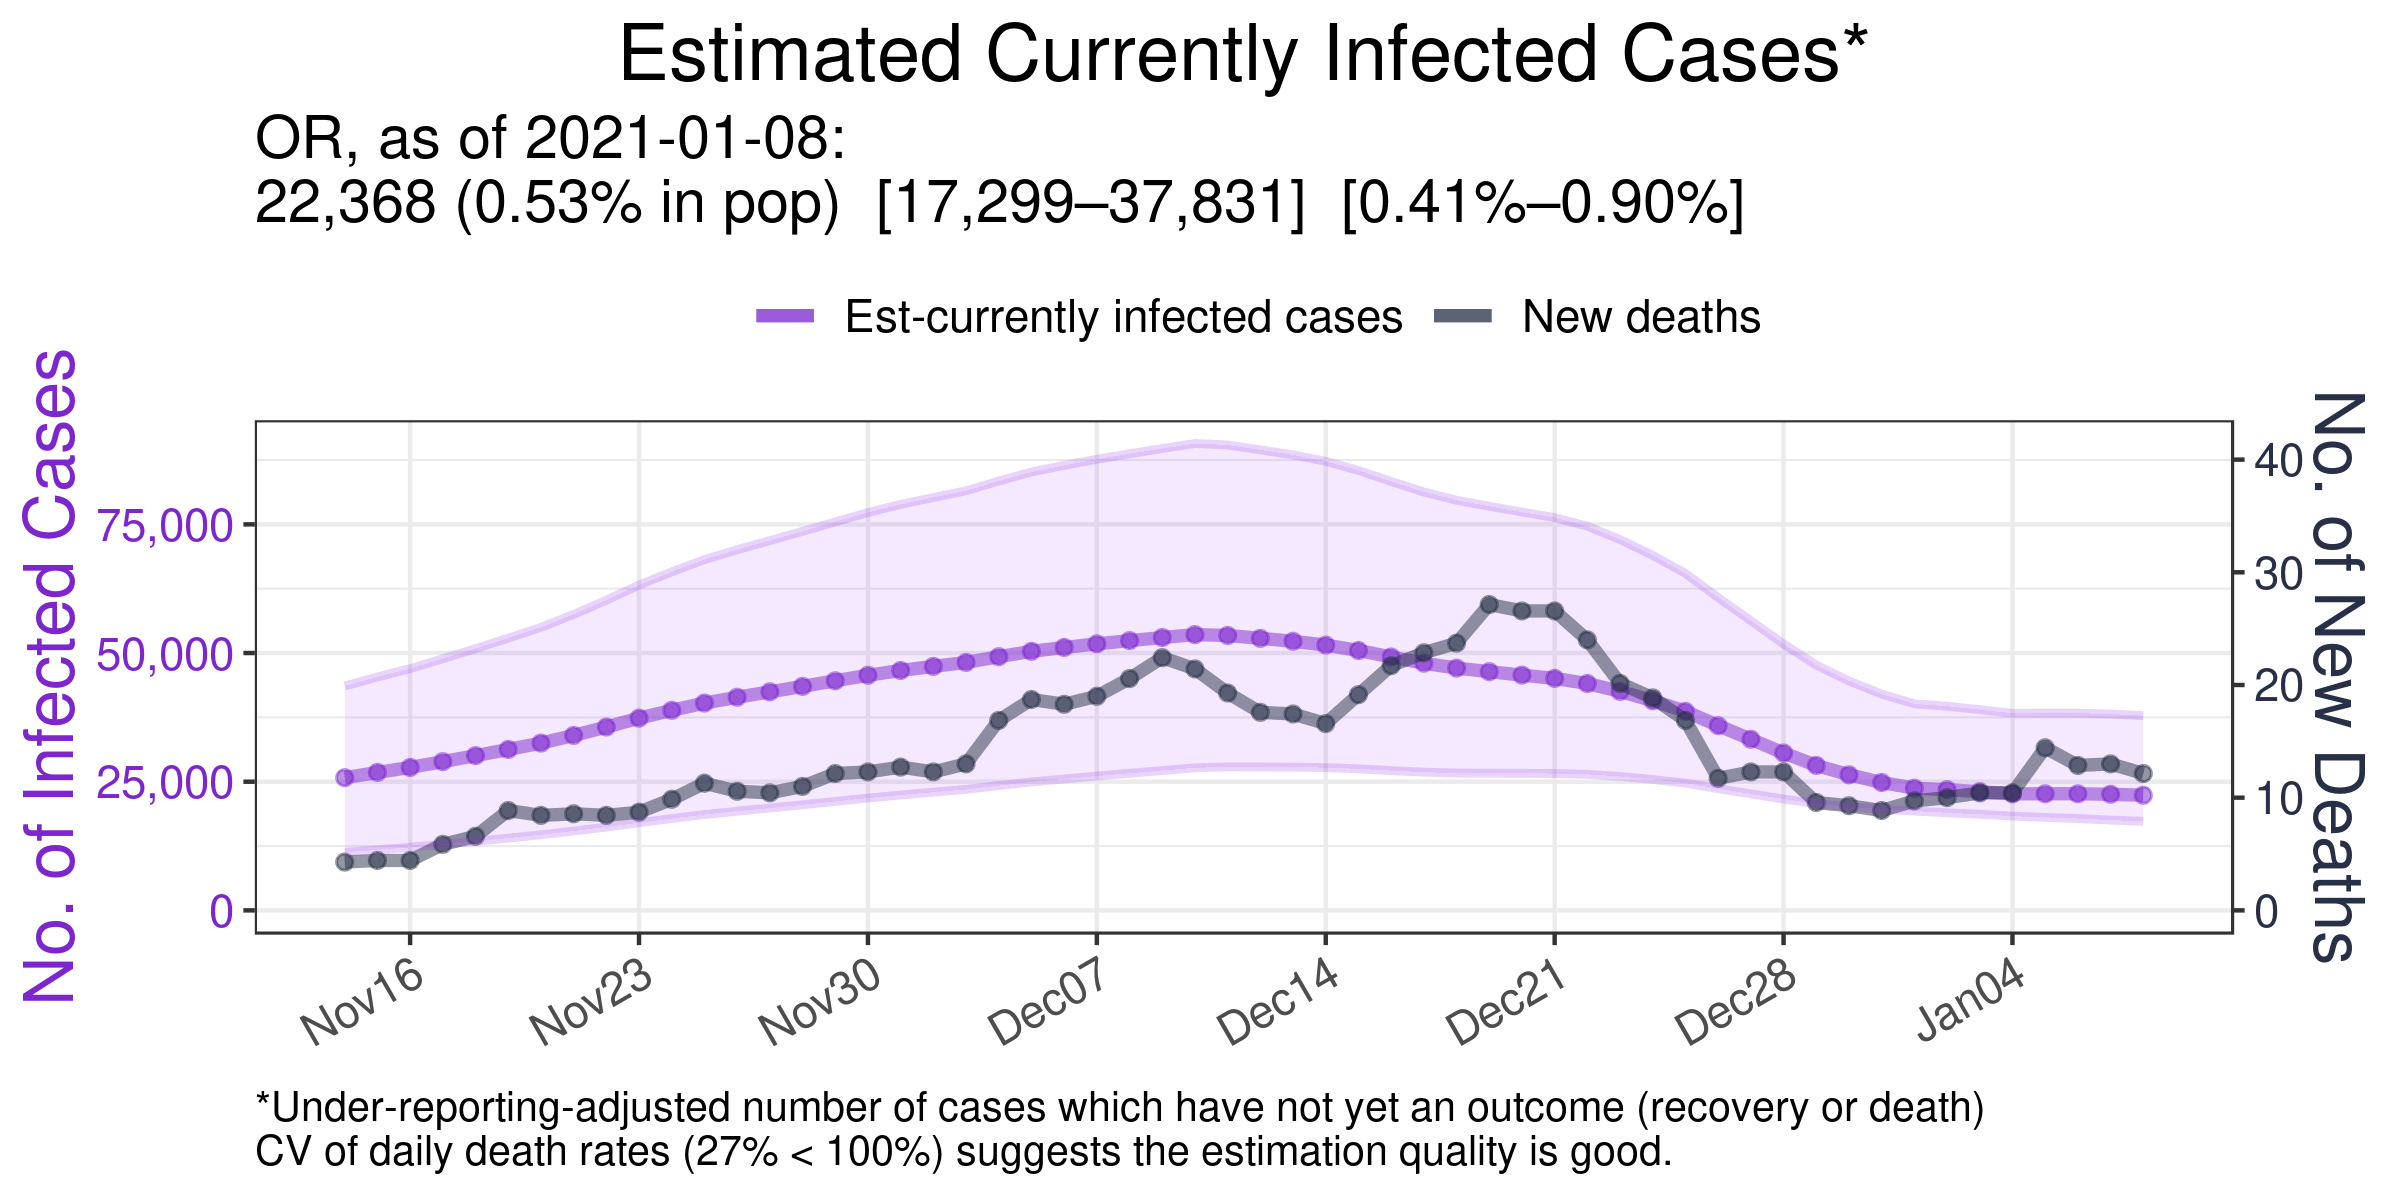 Estimated Currently Infected Cases*
OR, as of 2021-01-08:
22,368 (0.53% in pop)  [17,299–37,831]  [0.41%–0.90%]
Est-currently infected cases
New deaths
No. of Infected Cases
75,000
50,000
25,000
0
No. of New Deaths
40
30
20
10
0
Nov16
Nov23
Nov30
Dec07
Dec14
Dec21
Dec28
Jan04
*Under-reporting-adjusted number of cases which have not yet an outcome (recovery or death)
CV of daily death rates (27% < 100%) suggests the estimation quality is good.